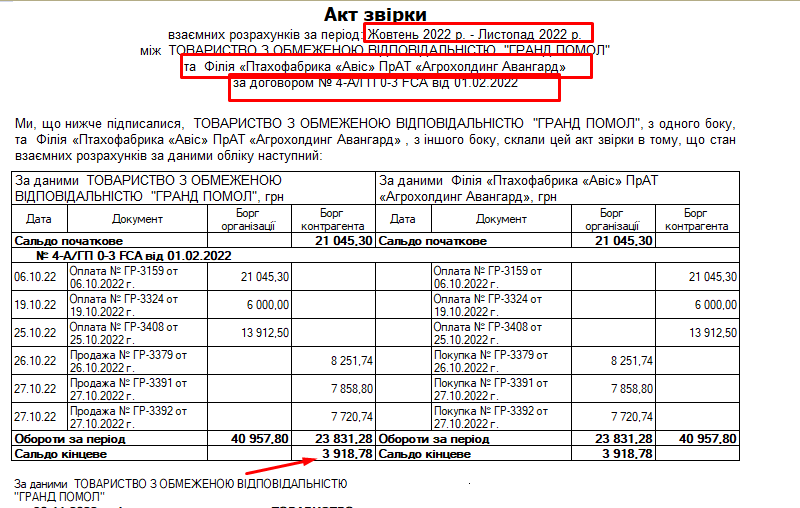 Акт звірки
взаємних розрахунків за період: Жовтень 2022 р. - Листопад 2022 р.
між ТОВАРИСТВО З ОБМЕЖЕНОЮ ВІДПОВІДАЛЬНІСТЮ "ГРАНД ПОМОЛ"
та Філія «Птахофабрика «Авіс» ПрАТ «Агрохолдинг Авангард»
за договором № 4-А/ГП 0-3 FCA від 01.02.2022
Ми, що нижче підписалися, ТОВАРИСТВО З ОБМЕЖЕНОЮ ВІДПОВІДАЛЬНІСТЮ "ГРАНД ПОМОЛ", з одного боку,
та Філія «Птахофабрика «Авіс» ПрАТ «Агрохолдинг Авангард» , з іншого боку, склали цей акт звірки в тому, що стан
взаємних розрахунків за даними обліку наступний:
За даними ТОВАРИСТВО З ОБМЕЖЕНОЮ ВІДПОВІДАЛЬНІСТЮ "ГРАНД ПОМОЛ", грн За даними Філія «Птахофабрика «Авіс» ПрАТ «Агрохолдинг Авангард», грн
Дата Документ Борг організації Борг контрагента Дата Документ Борг організації Борг контрагента
Сальдо початкове 21 045,30 Сальдо початкове 21 045,30
№ 4-А/ГП 0-3 FCA від 01.02.2022
06.10.22 Оплата № ГР-3159 от 06.10.2022 г. 21 045,30 Оплата № ГР-3159 от 06.10.2022 г. 21 045,30
19.10.22 Оплата № ГР-3324 от 19.10.2022 г. 6 000,00 Оплата № ГР-3324 от 19.10.2022 г. 6 000,00
25.10.22 Оплата № ГР-3408 от 25.10.2022 г. 13 912,50 Оплата № ГР-3408 от 25.10.2022 г. 13 912,50
26.10.22 Продажа № ГР-3379 от 26.10.2022 г. 8 251,74 Покупка № ГР-3379 от 26.10.2022 г. 8 251,74
27.10.22 Продажа № ГР-3391 от 27.10.2022 г. 7 858,80 Покупка № ГР-3391 от 27.10.2022 г. 7 858,80
27.10.22 Продажа № ГР-3392 от 27.10.2022 г. 7 720,74 Покупка № ГР-3392 от 27.10.2022 г. 7 720,74
Обороти за період 40 957,80 23 831,28 Обороти за період 23 831,28 40 957,80
Сальдо кінцеве 3 918,78 Сальдо кінцеве 3 918,78
За даними ТОВАРИСТВО З ОБМЕЖЕНОЮ ВІДПОВІДАЛЬНІСТЮ
"ГРАНД ПОМОЛ"